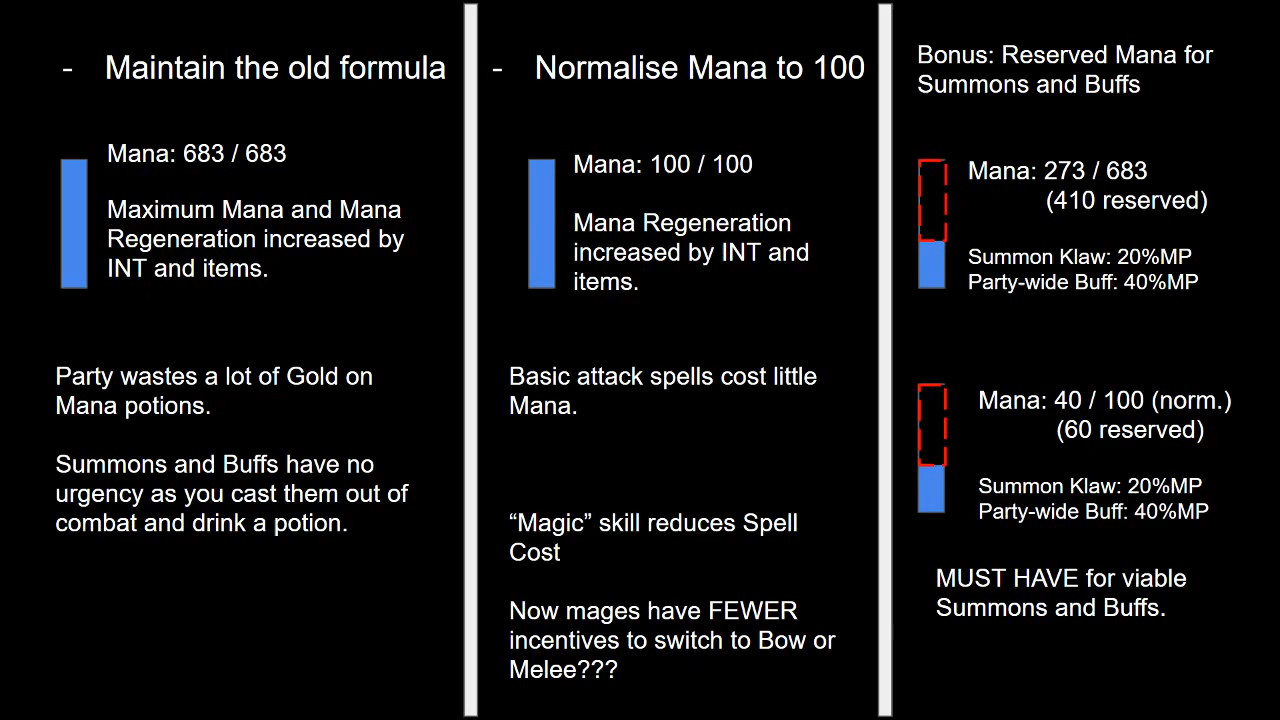 - Maintain the old formula
Mana: 683 / 683
Maximum Mana and Mana
Regeneration increased by
INT and items.
Party wastes a lot of Gold on
Mana potions.
Summons and Buffs have no
urgency as you cast them out of
combat and drink a potion.
- Normalise Mana to 100
Mana: 100 / 100
Mana Regeneration
increased by INT and
items.
Basic attack spells cost little
Mana.
“Magic” skill reduces Spell
Cost
Now mages have FEWER
incentives to switch to Bow or
Melee???
Bonus: Reserved Mana for
Summons and Buffs
Mana: 273 / 683
(410 reserved)
Summon Klaw: 20%MP
Party-wide Buff: 40%MP
Mana: 40 / 100 (norm.)
(60 reserved)
Summon Klaw: 20%MP
Party-wide Buff: 40%MP
MUST HAVE for viable
Summons and Buffs.